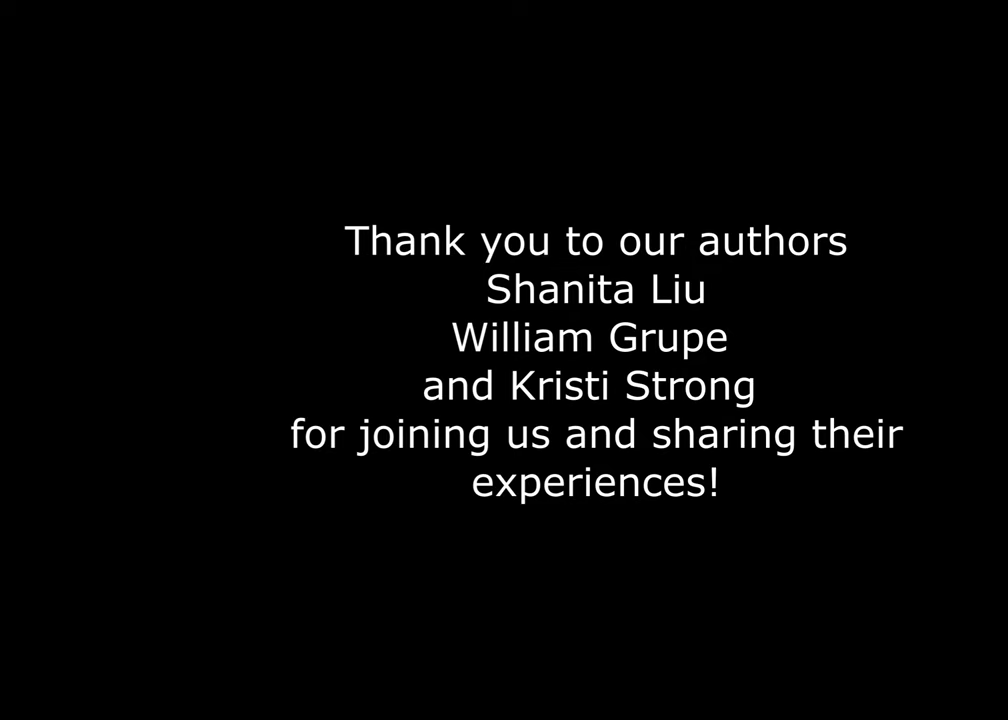 Thank you to our authors
Shanita Liu
William Grupe
and Kristi Strong
for joining us and sharing their
experiences!